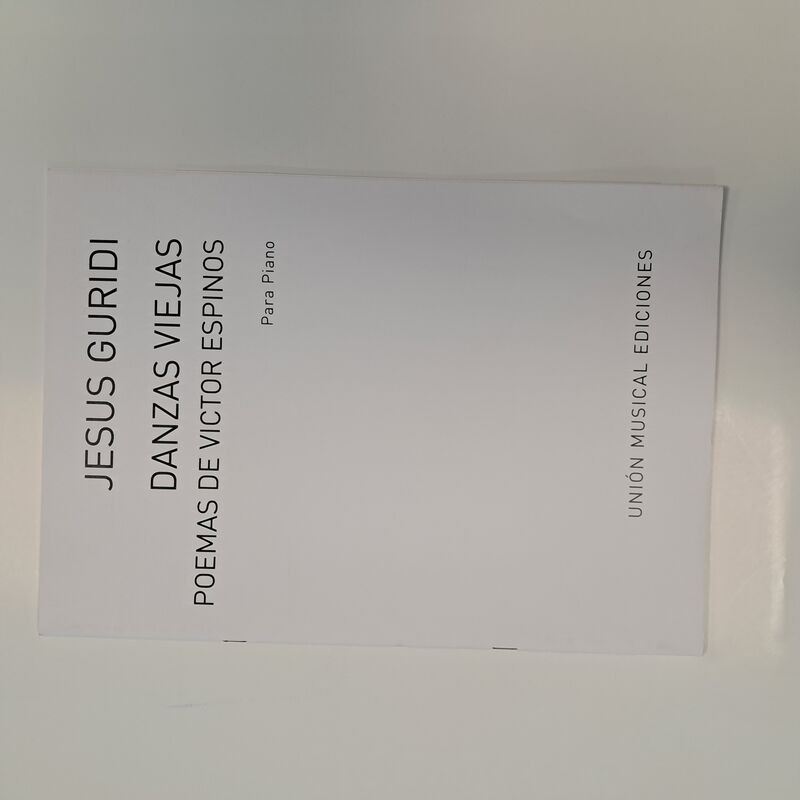 JESUS GURIDI
DANZAS VIEJAS
POEMAS DE VICTOR ESPINOS
Para Piano
UNIÓN MUSICAL EDICIONES